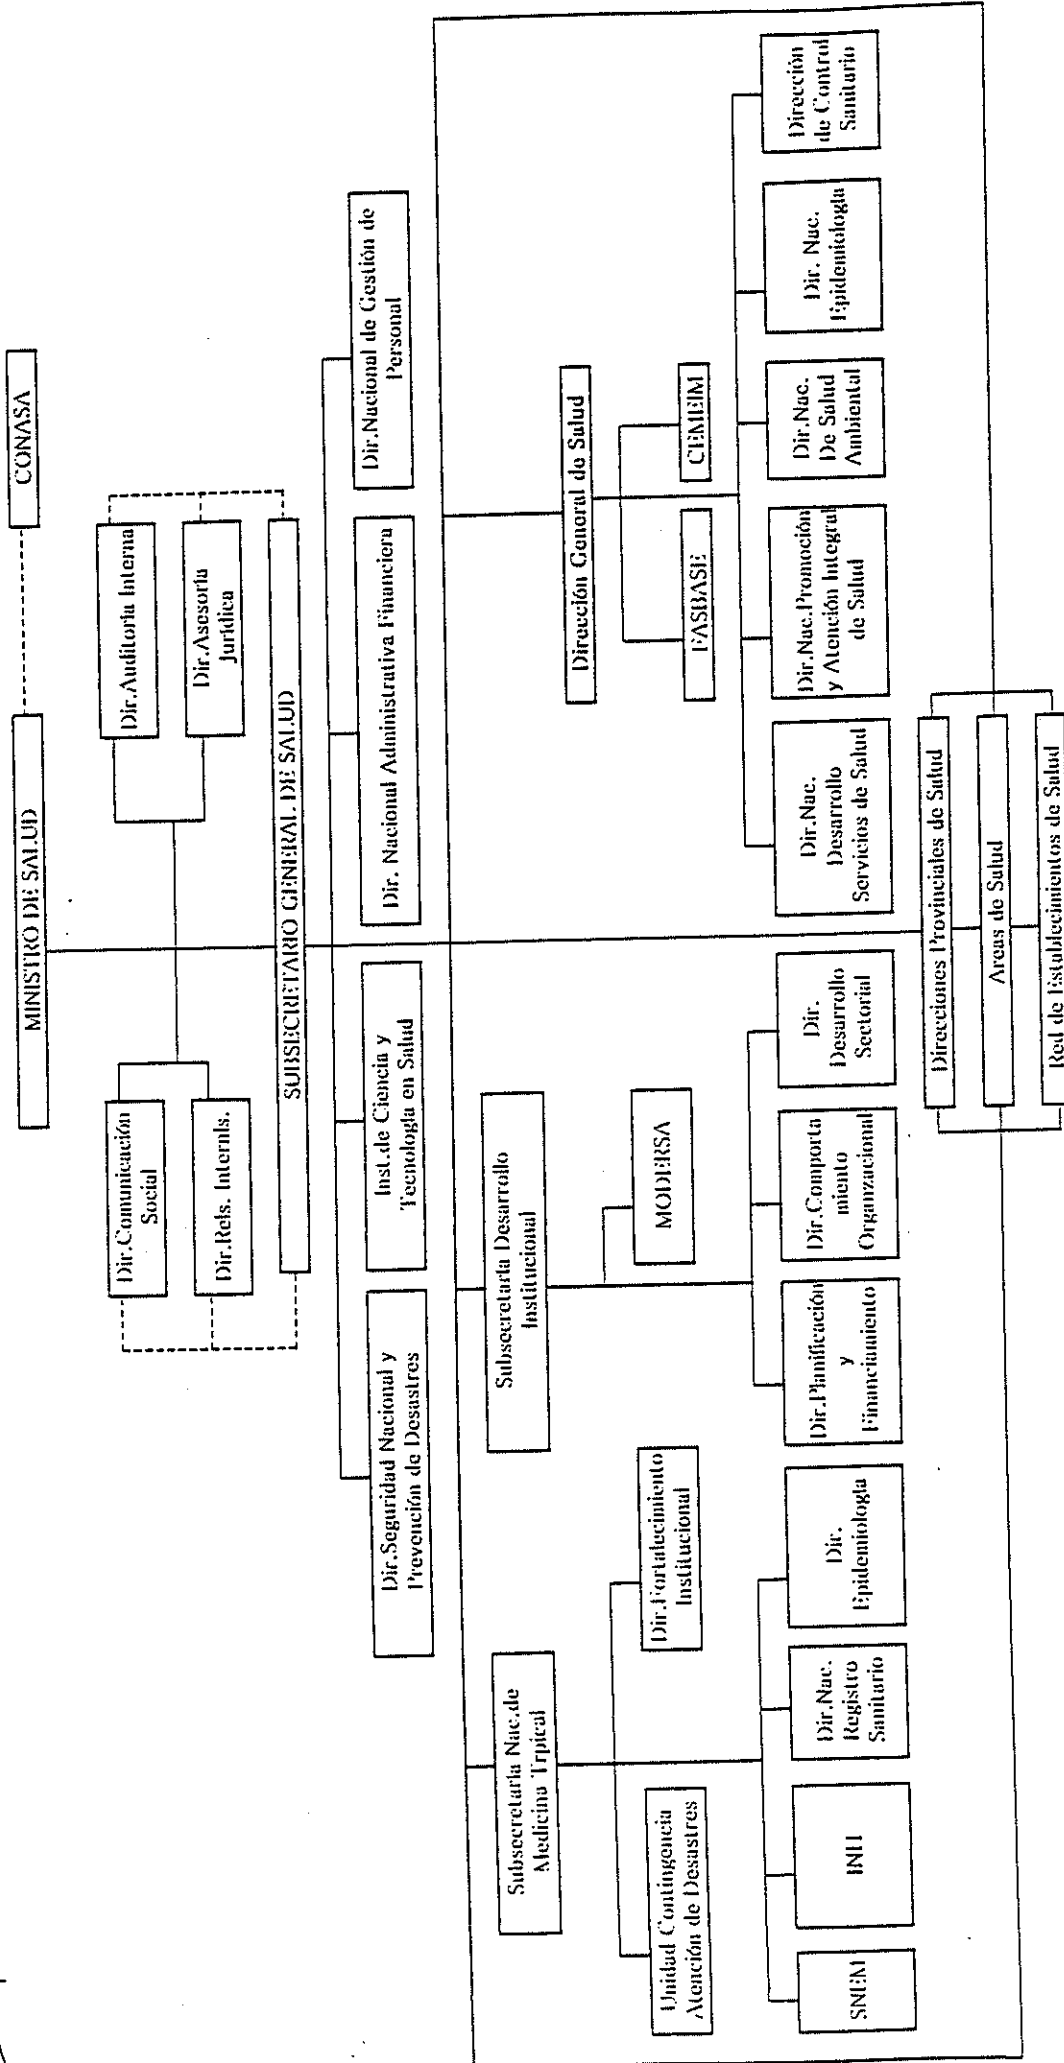 MINISTRO DE SALUD
CONASA
Dir.Comunicación
Social
Dir.Auditoria Interna
Dir.Rels. Internls.
Dir.Asesoría
Jurídica
SUBSECRETARIO GENERAL DE SALUD
Dir.Seguridad Nacional y
Prevención de Desastres
Inst.de Ciencia y
Tecnología en Salud
Dir. Nacional Administrativa Financiera
Dir.Nacional de Gestión de
Personal
Subsecretaría Nac.de
Medicina Trpical
Subsecretaría Desarrollo
Institucional
Dirección General de Salud
Unidad Contingencia
Atención de Desastres
Dir.Fortalecimiento
Institucional
MODERSA
FASBASE
CEMEIM
SNEM
INH
Dir.Nac.
Registro
Sanitario
Dir.
Epidemiología
Dir.Planificación
y
Financiamiento
Dir.Comporta
miento
Organizacional
Dir.
Desarrollo
Sectorial
Dir.Nac.
Desarrollo
Servicios de Salud
Dir.Nac.Promoción
y Atención Integral
de Salud
Dir.Nac.
De Salud
Ambiental
Dir. Nac.
Epidemiología
Dirección
de Control
Sanitario
Direcciones Provinciales de Salud
Areas de Salud
Red de Establecimientos de Salud